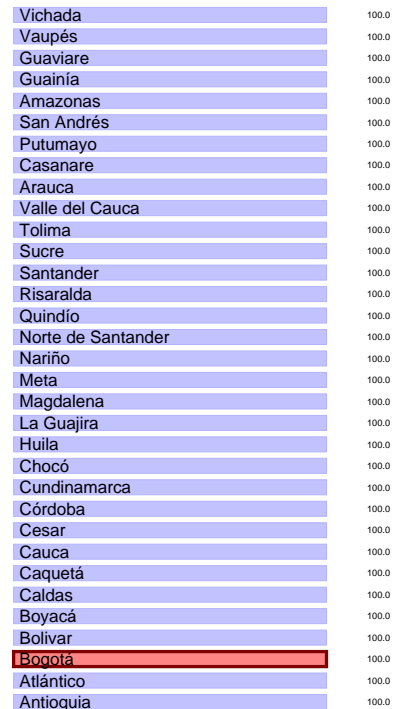 Vichada 100.0
Vaupés 100.0
Guaviare 100.0
Guainía 100.0
Amazonas 100.0
San Andrés 100.0
Putumayo 100.0
Casanare 100.0
Arauca 100.0
Valle del Cauca 100.0
Tolima 100.0
Sucre 100.0
Santander 100.0
Risaralda 100.0
Quindío 100.0
Norte de Santander 100.0
Nariño 100.0
Meta 100.0
Magdalena 100.0
La Guajira 100.0
Huila 100.0
Chocó 100.0
Cundinamarca 100.0
Córdoba 100.0
Cesar 100.0
Cauca 100.0
Caquetá 100.0
Caldas 100.0
Boyacá 100.0
Bolivar 100.0
Bogotá 100.0
Atlántico 100.0
Antioquia 100.0